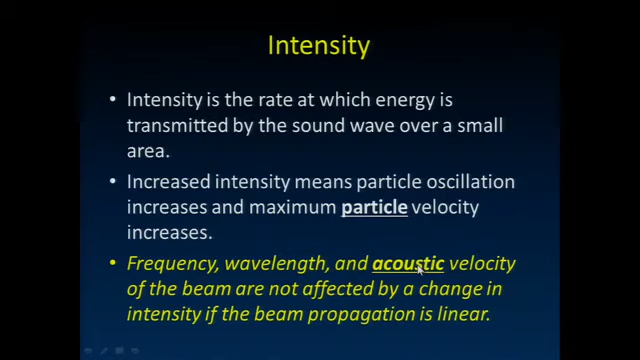 Intensity
• Intensity is the rate at which energy is
transmitted by the sound wave over a small
area.
• Increased intensity means particle oscillation
increases and maximum particle velocity
increases.
• Frequency, wavelength, and acoustic velocity
of the beam are not affected by a change in
intensity if the beam propagation is linear.